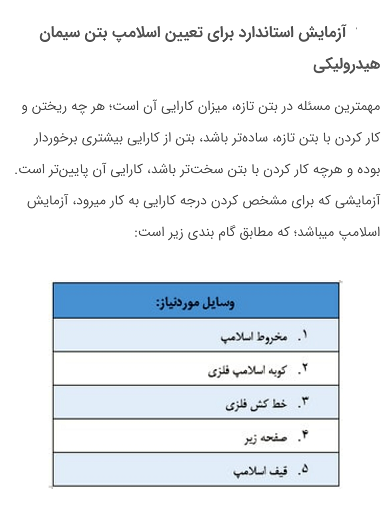 آزمایش استاندارد برای تعیین اسلامپ بتن سیمان
هیدرولیکی
مهمترین مسئله در بتن تازه، میزان کارایی آن است؛ هر چه ریختن و
کار کردن با بتن تازه، ساده‌تر باشد، بتن از کارایی بیشتری برخوردار
بوده و هرچه کار کردن با بتن سخت‌تر باشد، کارایی آن پایین‌تر است.
آزمایشی که برای مشخص کردن درجه کارایی به کار میرود، آزمایش
اسلامپ میباشد؛ که مطابق گام بندی زیر است:
وسایل موردنیاز:
۱. مخروط اسلامپ
۲. کوبه اسلامپ فلزی
۳. خط کش فلزی
۴. صفحه زیر
۵. قیف اسلامپ